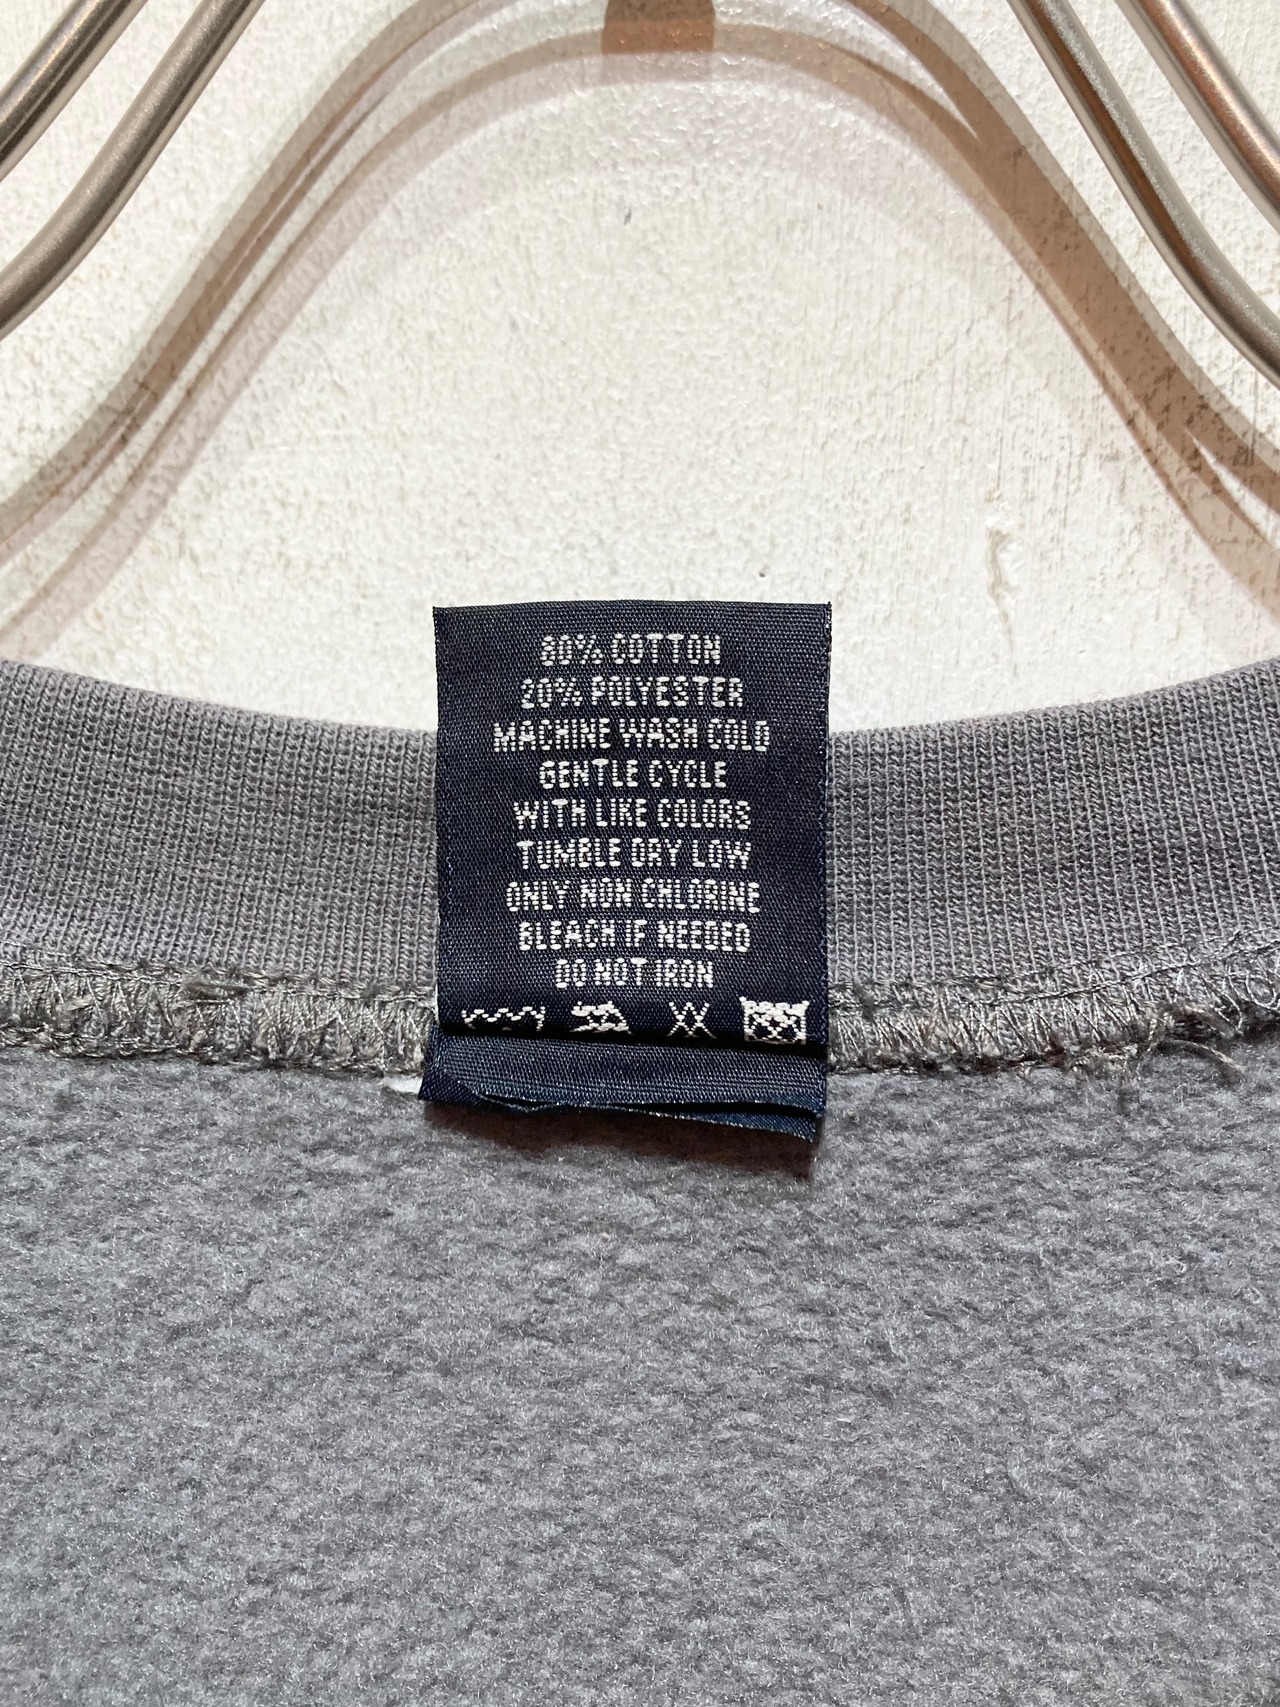 80% COTTON
20% POLYESTER
MACHINE WASH COLD
GENTLE CYCLE
WITH LIKE COLORS
TUMBLE DRY LOW
ONLY NON CHLORINE
BLEACH IF NEEDED
DO NOT IRON